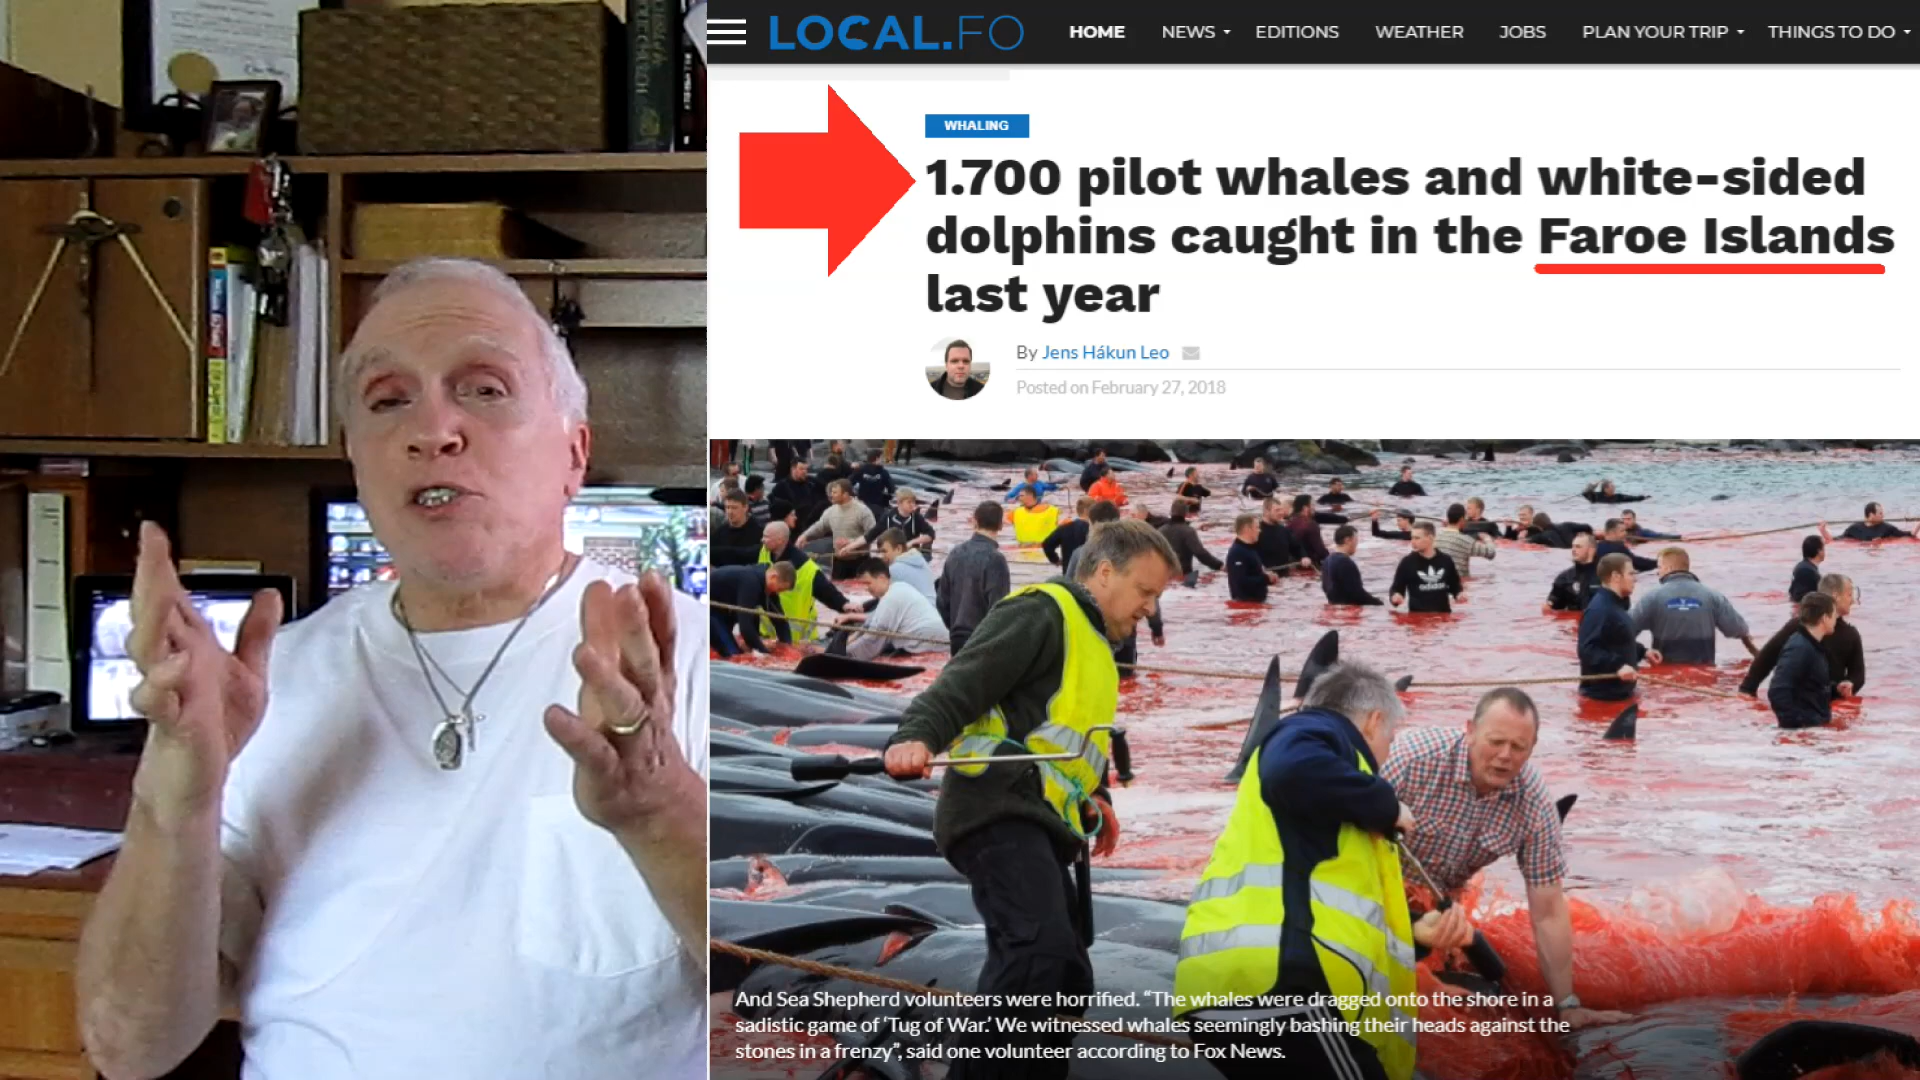 LOCAL.FO
HOME NEWS EDITIONS WEATHER JOBS PLAN YOUR TRIP THINGS TO DO
WHALING
1.700 pilot whales and white-sided
dolphins caught in the Faroe Islands
last year
By Jens Hákun Leo
Posted on February 27, 2018
And Sea Shepherd volunteers were horrified. “The whales were dragged onto the shore in a
sadistic game of ‘Tug of War.’ We witnessed whales seemingly bashing their heads against the
stones in a frenzy”, said one volunteer according to Fox News.
adidas